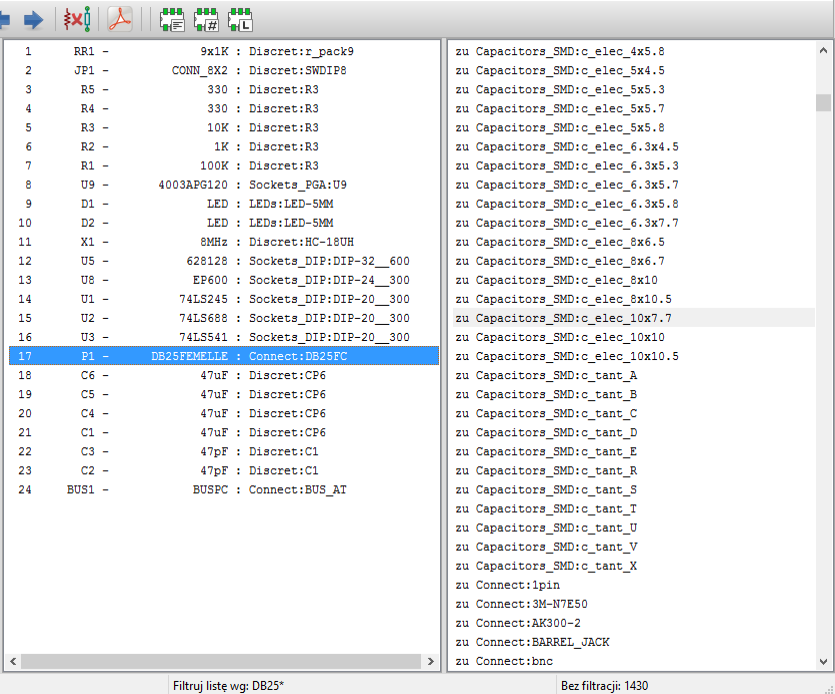 #
L
1 RR1 - 9x1K : Discret:r_pack9
2 JP1 - CONN_8X2 : Discret:SWDIP8
3 R5 - 330 : Discret:R3
4 R4 - 330 : Discret:R3
5 R3 - 10K : Discret:R3
6 R2 - 1K : Discret:R3
7 R1 - 100K : Discret:R3
8 U9 - 4003APG120 : Sockets_PGA:U9
9 D1 - LED : LEDs:LED-5MM
10 D2 - LED : LEDs:LED-5MM
11 X1 - 8MHz : Discret:HC-18UH
12 U5 - 628128 : Sockets_DIP:DIP-32__600
13 U8 - EP600 : Sockets_DIP:DIP-24__300
14 U1 - 74LS245 : Sockets_DIP:DIP-20__300
15 U2 - 74LS688 : Sockets_DIP:DIP-20__300
16 U3 - 74LS541 : Sockets_DIP:DIP-20__300
17 P1 - DB25FEMELLE : Connect:DB25FC
18 C6 - 47uF : Discret:CP6
19 C5 - 47uF : Discret:CP6
20 C4 - 47uF : Discret:CP6
21 C1 - 47uF : Discret:CP6
22 C3 - 47pF : Discret:C1
23 C2 - 47pF : Discret:C1
24 BUS1 - BUSPC : Connect:BUS_AT
zu Capacitors_SMD:c_elec_4x5.8
zu Capacitors_SMD:c_elec_5x4.5
zu Capacitors_SMD:c_elec_5x5.3
zu Capacitors_SMD:c_elec_5x5.7
zu Capacitors_SMD:c_elec_5x5.8
zu Capacitors_SMD:c_elec_6.3x4.5
zu Capacitors_SMD:c_elec_6.3x5.3
zu Capacitors_SMD:c_elec_6.3x5.7
zu Capacitors_SMD:c_elec_6.3x5.8
zu Capacitors_SMD:c_elec_6.3x7.7
zu Capacitors_SMD:c_elec_8x6.5
zu Capacitors_SMD:c_elec_8x6.7
zu Capacitors_SMD:c_elec_8x10
zu Capacitors_SMD:c_elec_8x10.5
zu Capacitors_SMD:c_elec_10x7.7
zu Capacitors_SMD:c_elec_10x10
zu Capacitors_SMD:c_elec_10x10.5
zu Capacitors_SMD:c_tant_A
zu Capacitors_SMD:c_tant_B
zu Capacitors_SMD:c_tant_C
zu Capacitors_SMD:c_tant_D
zu Capacitors_SMD:c_tant_E
zu Capacitors_SMD:c_tant_R
zu Capacitors_SMD:c_tant_S
zu Capacitors_SMD:c_tant_T
zu Capacitors_SMD:c_tant_U
zu Capacitors_SMD:c_tant_V
zu Capacitors_SMD:c_tant_X
zu Connect:1pin
zu Connect:3M-N7E50
zu Connect:AK300-2
zu Connect:BARREL_JACK
zu Connect:bnc
Filtruj listę wg: DB25*
Bez filtracji: 1430